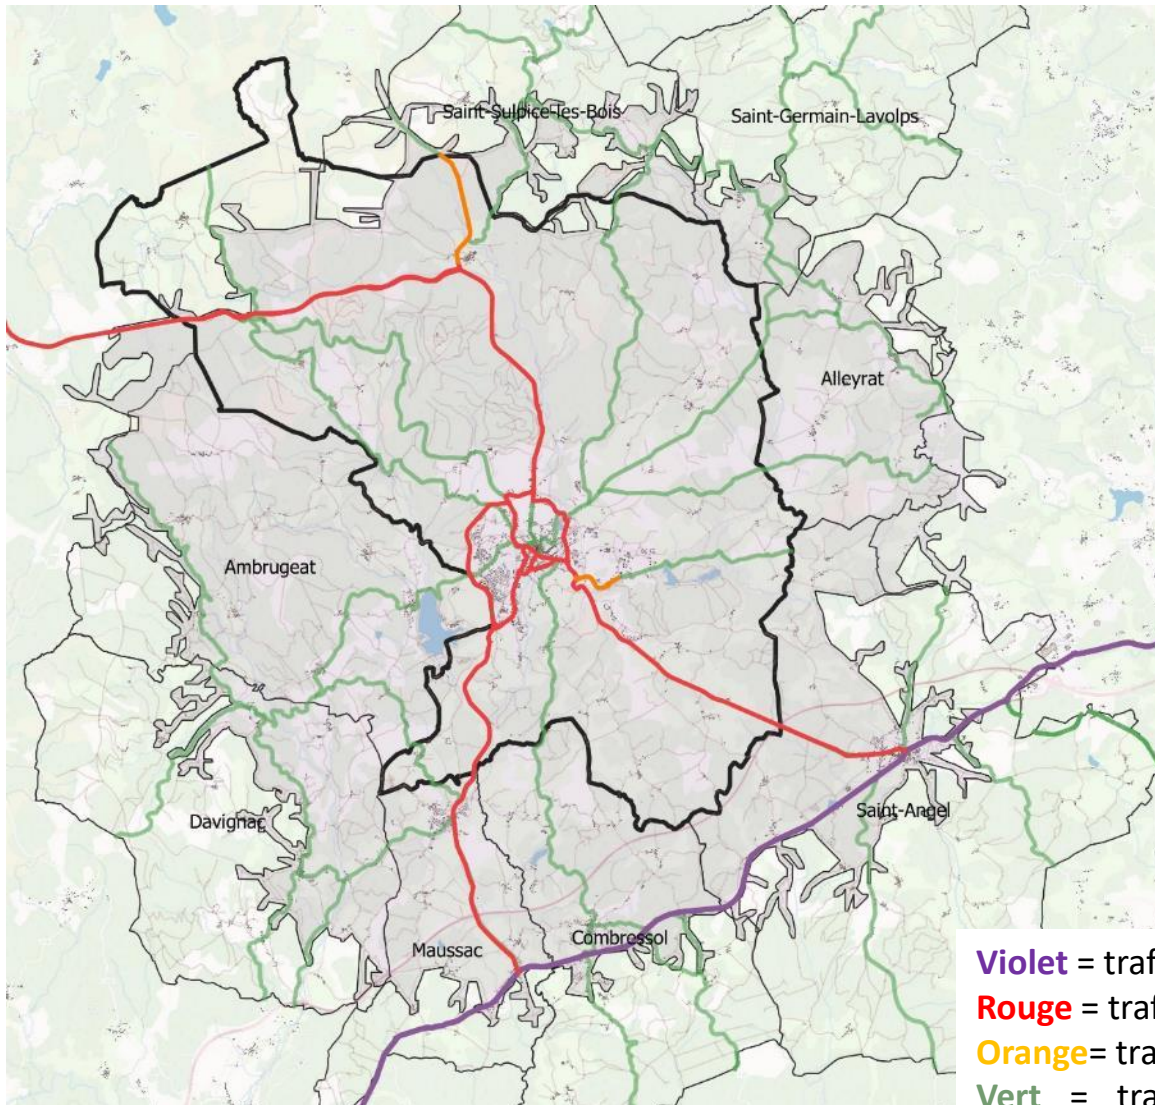 Saint-Sulpice-les-Bois
Saint-Germain-Lavolps
Alleyrat
Ambrugeat
Davignac
Saint-Angel
Maussac
Combressol
Violet = traf
Rouge = traf
Orange= tra
Vert = tra